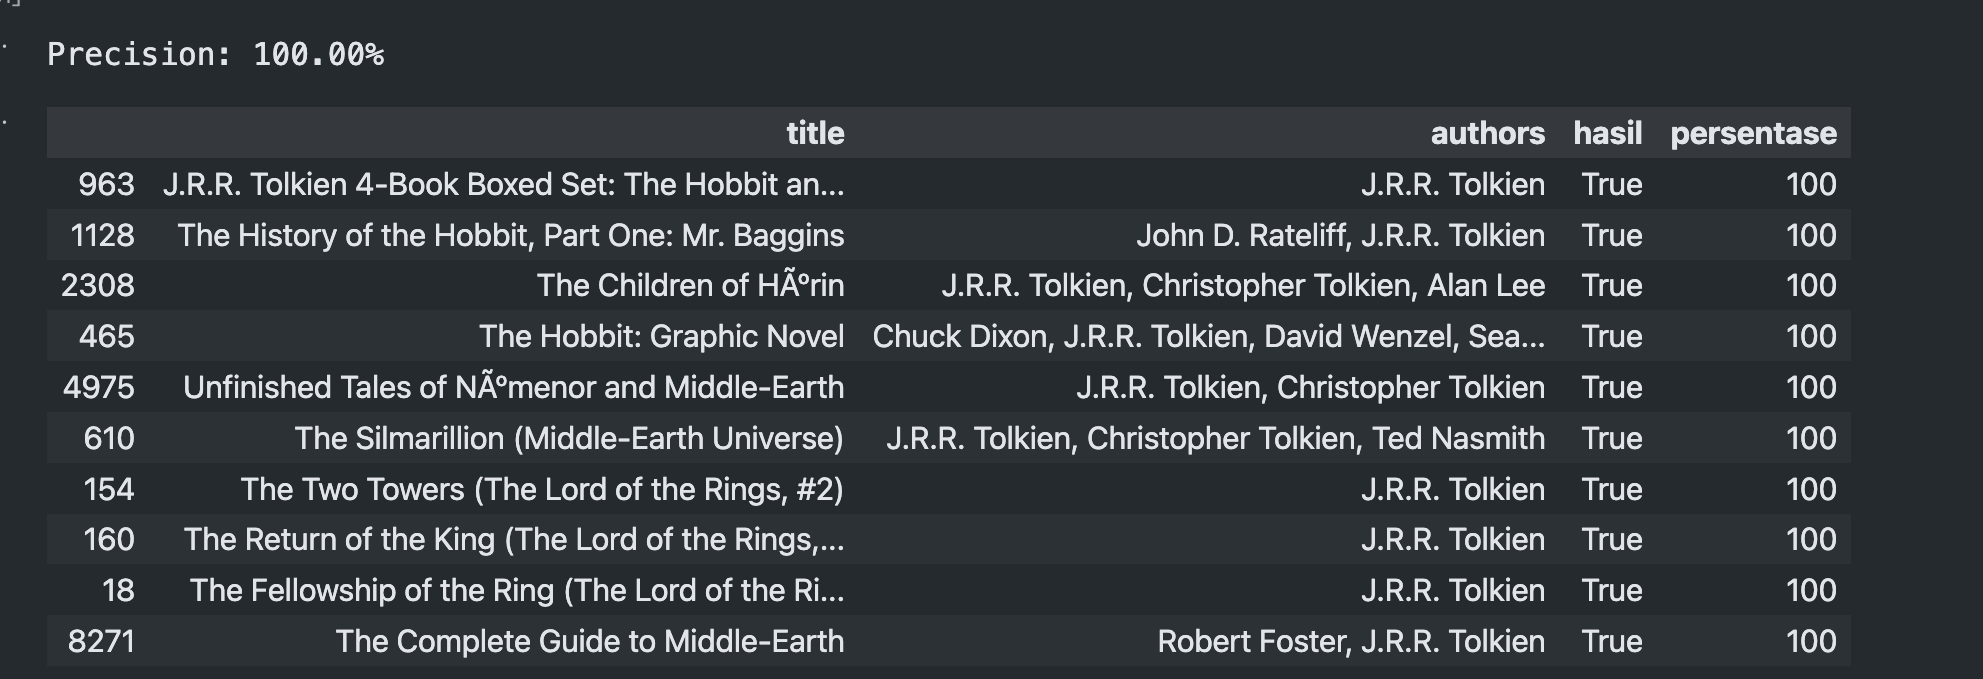 Precision: 100.00%
title authors hasil persentase
963 J.R.R. Tolkien 4-Book Boxed Set: The Hobbit an... J.R.R. Tolkien True 100
1128 The History of the Hobbit, Part One: Mr. Baggins John D. Rateliff, J.R.R. Tolkien True 100
2308 The Children of HÃºrin J.R.R. Tolkien, Christopher Tolkien, Alan Lee True 100
465 The Hobbit: Graphic Novel Chuck Dixon, J.R.R. Tolkien, David Wenzel, Sea... True 100
4975 Unfinished Tales of NÃºmenor and Middle-Earth J.R.R. Tolkien, Christopher Tolkien True 100
610 The Silmarillion (Middle-Earth Universe) J.R.R. Tolkien, Christopher Tolkien, Ted Nasmith True 100
154 The Two Towers (The Lord of the Rings, #2) J.R.R. Tolkien True 100
160 The Return of the King (The Lord of the Rings,... J.R.R. Tolkien True 100
18 The Fellowship of the Ring (The Lord of the Ri... J.R.R. Tolkien True 100
8271 The Complete Guide to Middle-Earth Robert Foster, J.R.R. Tolkien True 100